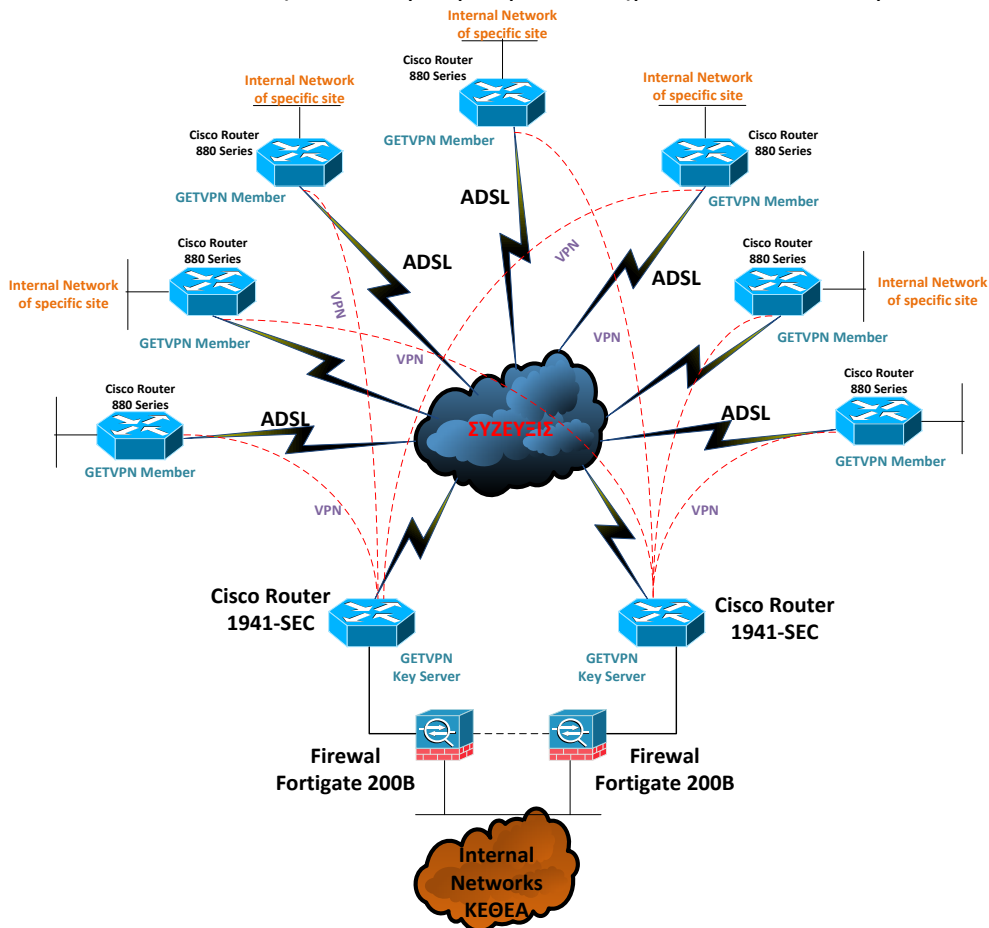 Internal Network
of specific site
Cisco Router
880 Series
GETVPN Member
Internal Network
of specific site
Cisco Router
880 Series
GETVPN Member
Internal Network
of specific site
Cisco Router
880 Series
GETVPN Member
ADSL
ADSL
ADSL
VPN
VPN
VPN
VPN
Cisco Router
880 Series
Internal Network
of specific site
GETVPN Member
Cisco Router
880 Series
Internal Network
of specific site
GETVPN Member
Cisco Router
880 Series
ADSL
GETVPN Member
ΣΥΖΕΥΞΙΣ
Cisco Router
880 Series
ADSL
GETVPN Member
VPN
VPN
Cisco Router
1941-SEC
GETVPN
Key Server
Cisco Router
1941-SEC
GETVPN
Key Server
Firewal
Fortigate 200B
Firewal
Fortigate 200B
Internal
Networks
ΚΕΘΕΑ